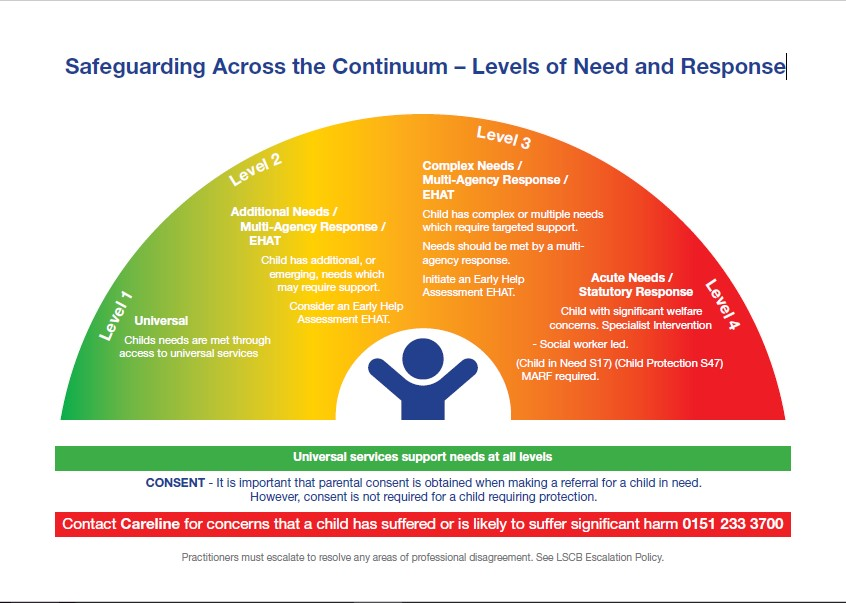 Safeguarding Across the Continuum – Levels of Need and Response
Level 1
Universal
Childs needs are met through
access to universal services
Level 2
Additional Needs /
Multi-Agency Response /
EHAT
Child has additional, or
emerging, needs which
may require support.
Consider an Early Help
Assessment EHAT.
Level 3
Complex Needs /
Multi-Agency Response /
EHAT
Child has complex or multiple needs
which require targeted support.
Needs should be met by a multi-
agency response.
Initiate an Early Help
Assessment EHAT.
Level 4
Acute Needs /
Statutory Response
Child with significant welfare
concerns. Specialist Intervention
- Social worker led.
(Child in Need S17) (Child Protection S47)
MARF required.
Universal services support needs at all levels
CONSENT - It is important that parental consent is obtained when making a referral for a child in need.
However, consent is not required for a child requiring protection.
Contact Careline for concerns that a child has suffered or is likely to suffer significant harm 0151 233 3700
Practitioners must escalate to resolve any areas of professional disagreement. See LSCB Escalation Policy.